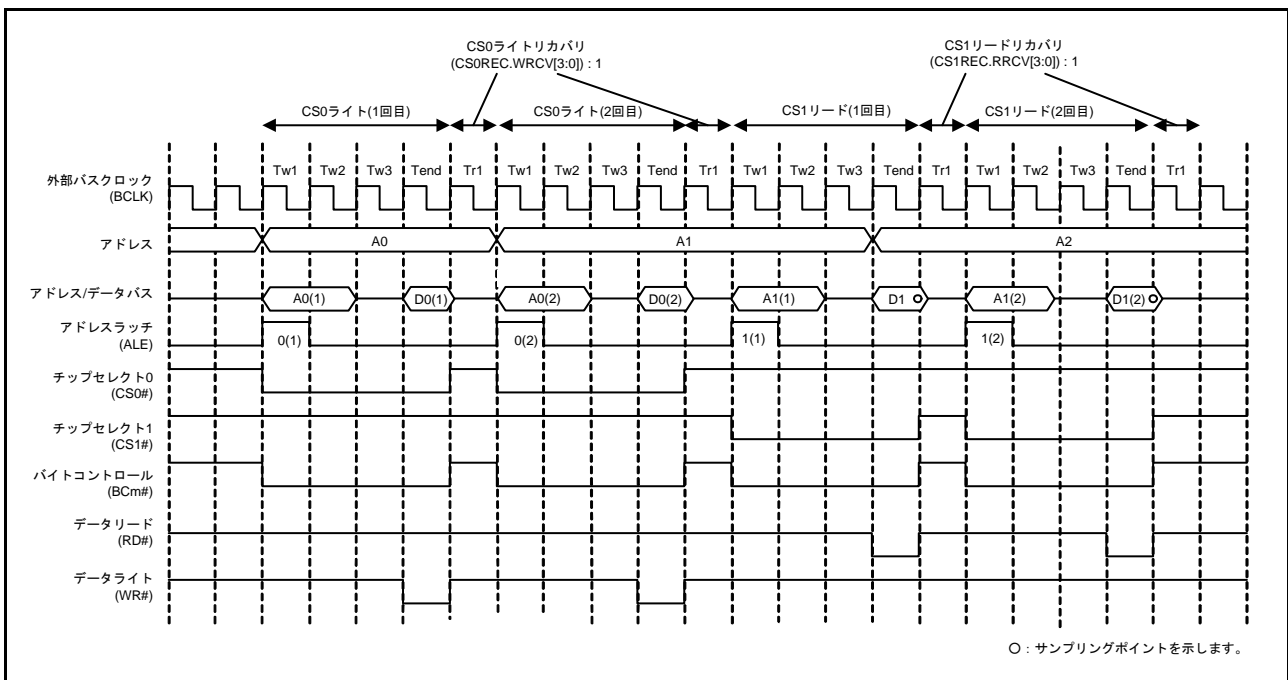 CS0ライトリカバリ
(CS0REC.WRCV[3:0]) : 1
CS1リードリカバリ
(CS1REC.RRCV[3:0]) : 1
CS0ライト(1回目)
CS0ライト(2回目)
CS1リード(1回目)
CS1リード(2回目)
Tw1 Tw2 Tw3 Tend Tr1 Tw1 Tw2 Tw3 Tend Tr1 Tw1 Tw2 Tw3 Tend Tr1 Tw1 Tw2 Tw3 Tend Tr1
外部バスクロック
(BCLK)
アドレス
A0 A1 A2
アドレス/データバス
A0(1) D0(1) A0(2) D0(2) A1(1) D1 A1(2) D1(2)
アドレスラッチ
(ALE)
0(1) 0(2) 1(1) 1(2)
チップセレクト0
(CS0#)
チップセレクト1
(CS1#)
バイトコントロール
(BCm#)
データリード
(RD#)
データライト
(WR#)
○ : サンプリングポイントを示します。